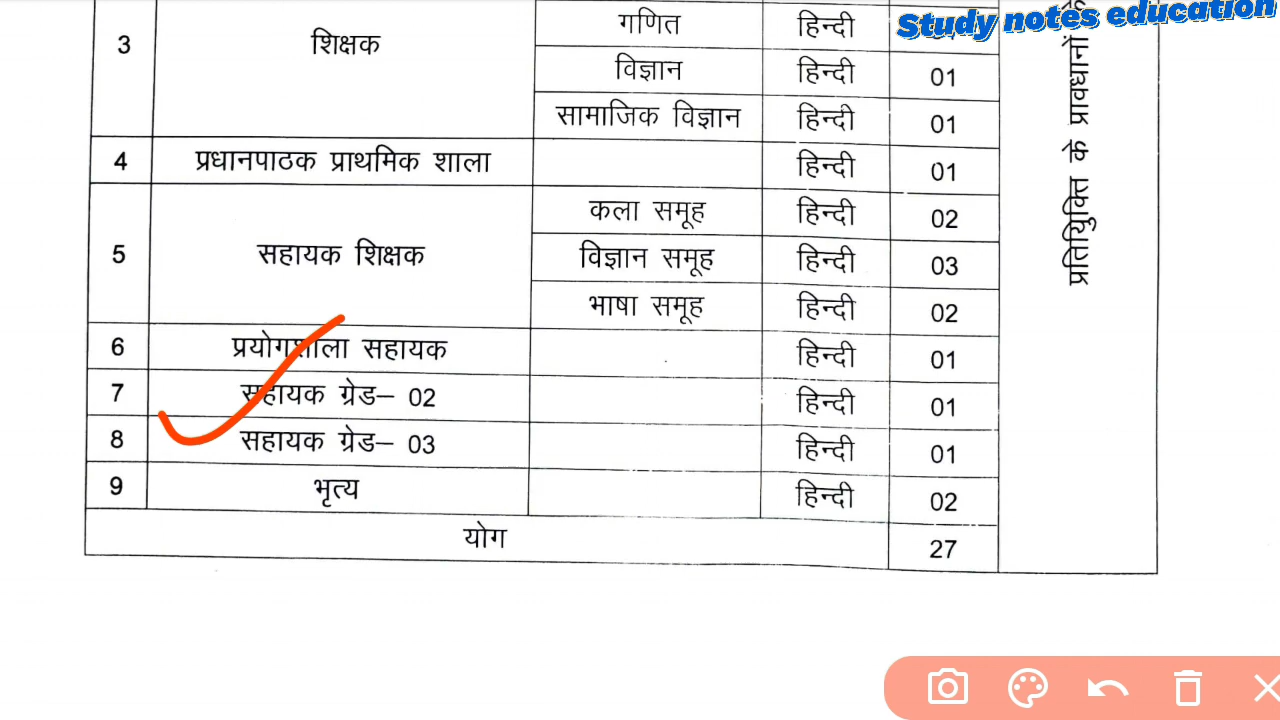 Study notes education
3 शिक्षक गणित हिन्दी
विज्ञान हिन्दी 01
सामाजिक विज्ञान हिन्दी 01
4 प्रधानपाठक प्राथमिक शाला हिन्दी 01
5 सहायक शिक्षक कला समूह हिन्दी 02
विज्ञान समूह हिन्दी 03
भाषा समूह हिन्दी 02
6 प्रयोगशाला सहायक हिन्दी 01
7 सहायक ग्रेड– 02 हिन्दी 01
8 सहायक ग्रेड– 03 हिन्दी 01
9 भृत्य हिन्दी 02
योग 27
प्रतिय़ुक्ति के प्रावधानों